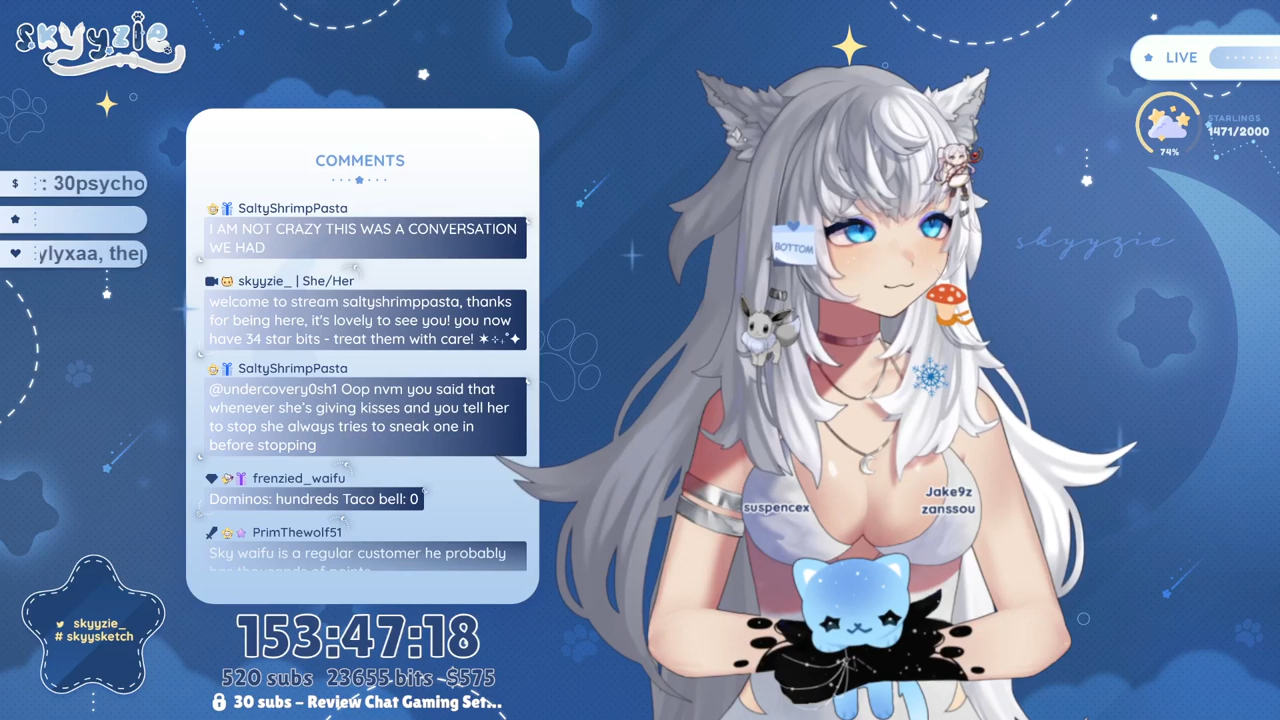 skyyzie
LIVE
STARLINGS
1471/2000
74%
$ : 30psycho
ylyxaa, the
COMMENTS
SaltyShrimpPasta
I AM NOT CRAZY THIS WAS A CONVERSATION
WE HAD
skyyzie_ | She/Her
welcome to stream saltyshrimppasta, thanks
for being here, it's lovely to see you! you now
have 34 star bits - treat them with care!
SaltyShrimpPasta
@undercovery0sh1 Oop nvm you said that
whenever she's giving kisses and you tell her
to stop she always tries to sneak one in
before stopping
frenzied_waifu
Dominos: hundreds Taco bell: 0
PrimThewolf51
Sky waifu is a regular customer he probably
has thousands of points
BOTTOM
skyyzie
suspencex
Jake9z
zanssou
skyyzie_
# skyysketch
153:47:18
520 subs 23655 bits $575
30 subs - Review Chat Gaming Set...